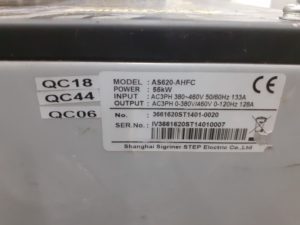 QC18
QC44
QC06
MODEL : AS620-AHFC
POWER : 55kW
INPUT : AC3PH 380~460V 50/60Hz 133A
OUTPUT : AC3PH 0-380V/460V 0-120Hz 128A
CE
No. : 3661620ST1401-0020
SER.No. : IV3661620ST14010007
Shanghai Sigriner STEP Electric Co.,Ltd.